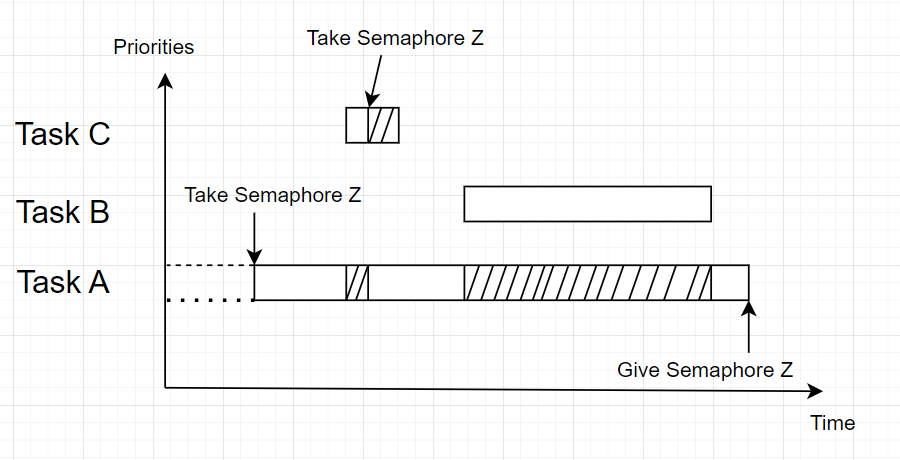 Take Semaphore Z
Priorities
Task C
Take Semaphore Z
Task B
Task A
Give Semaphore Z
Time